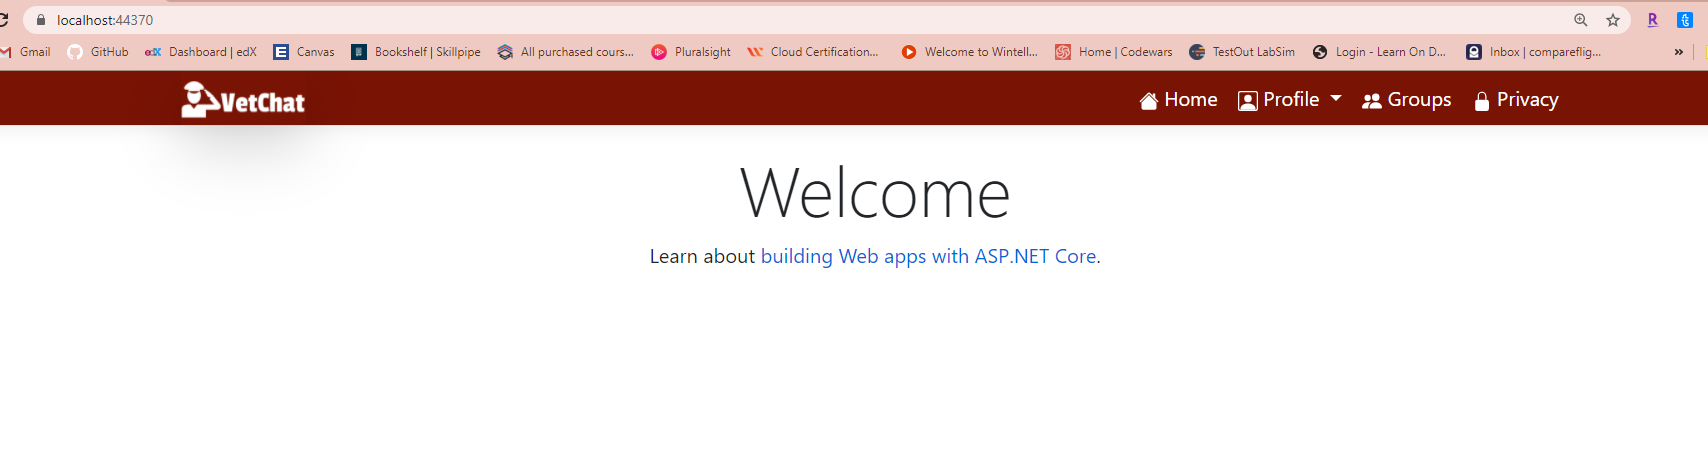 localhost:44370
Gmail GitHub edX Dashboard | edX Canvas Bookshelf | Skillpipe All purchased cours... Pluralsight Cloud Certification... Welcome to Wintell... Home | Codewars TestOut LabSim Login - Learn On D... Inbox | compareflig... »
VetChat Home Profile Groups Privacy
Welcome
Learn about building Web apps with ASP.NET Core.